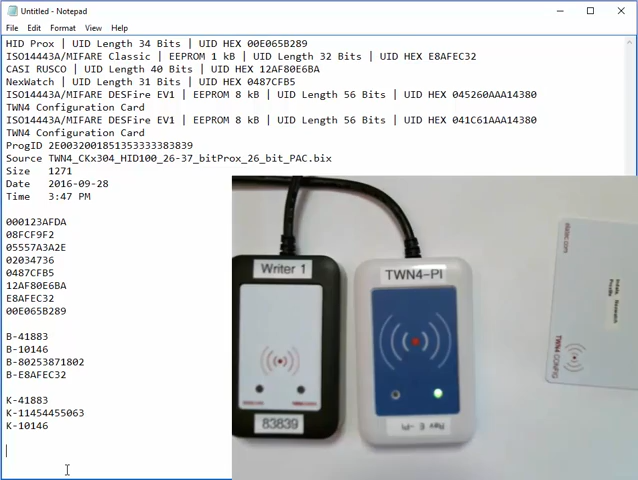 Untitled - Notepad
File Edit Format View Help
HID Prox | UID Length 34 Bits | UID HEX 00E065B289
ISO14443A/MIFARE Classic | EEPROM 1 kB | UID Length 32 Bits | UID HEX E8AFEC32
CASI RUSCO | UID Length 40 Bits | UID HEX 12AF80E6BA
NexWatch | UID Length 31 Bits | UID HEX 0487CFB5
ISO14443A/MIFARE DESFire EV1 | EEPROM 8 kB | UID Length 56 Bits | UID HEX 045260AAA14380
TWN4 Configuration Card
ISO14443A/MIFARE DESFire EV1 | EEPROM 8 kB | UID Length 56 Bits | UID HEX 041C61AAA14380
TWN4 Configuration Card
ProgID 2E0032001851353333383839
Source TWN4_CKx304_HID100_26-37_bitProx_26_bit_PAC.bix
Size 1271
Date 2016-09-28
Time 3:47 PM
000123AFDA
08FCF9F2
05557A3A2E
02034736
0487CFB5
12AF80E6BA
E8AFEC32
00E065B289
B-41883
B-10146
B-80253871802
B-E8AFEC32
K-41883
K-11454455063
K-10146
Writer 1
83839
TWN4-PI
Rev E -PI
TWN4 CONFIG